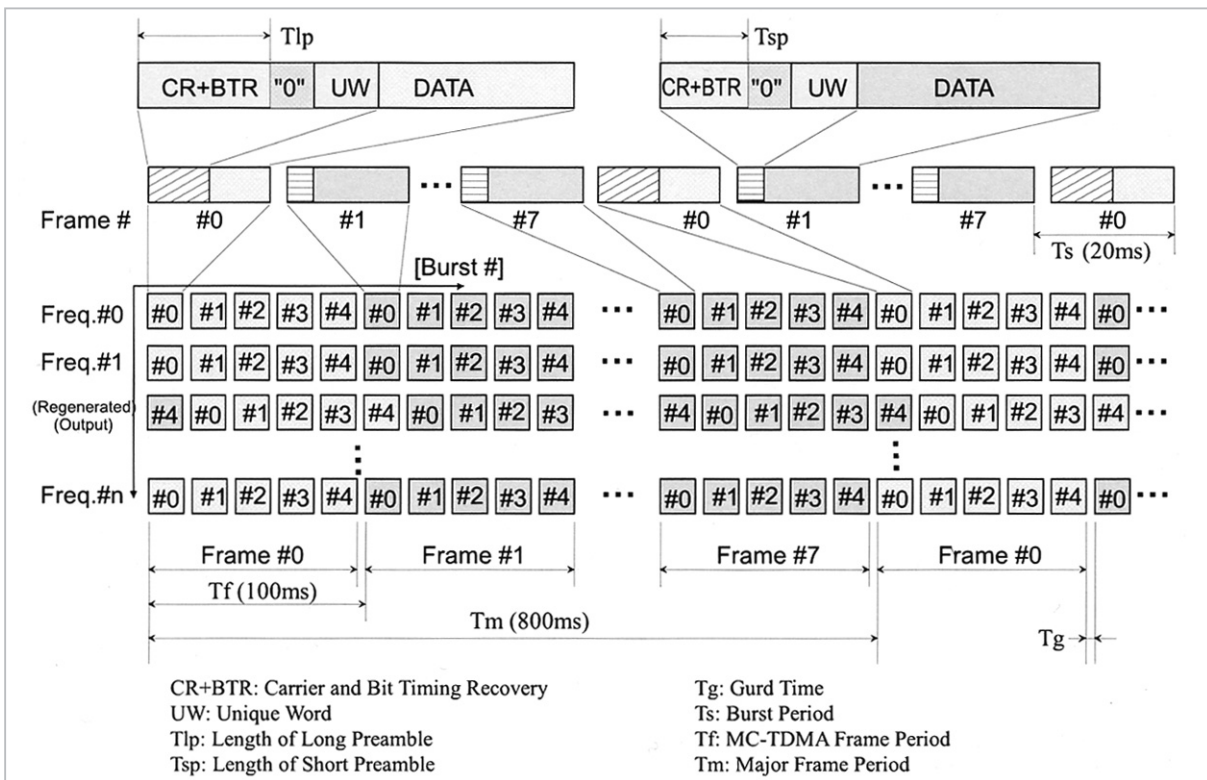 Tlp
Tsp
CR+BTR "0" UW DATA
CR+BTR "0" UW DATA
... ...
Frame # #0 #1 #7 #0 #1 #7 #0
Ts (20ms)
[Burst #]
Freq.#0 #0 #1 #2 #3 #4 #0 #1 #2 #3 #4 ... #0 #1 #2 #3 #4 #0 #1 #2 #3 #4 #0 ...
Freq.#1 #0 #1 #2 #3 #4 #0 #1 #2 #3 #4 ... #0 #1 #2 #3 #4 #0 #1 #2 #3 #4 #0 ...
(Regenerated)
(Output)
#4 #0 #1 #2 #3 #4 #0 #1 #2 #3 ... #4 #0 #1 #2 #3 #4 #0 #1 #2 #3 #4 ...
Freq.#n #0 #1 #2 #3 #4 #0 #1 #2 #3 #4 ... #0 #1 #2 #3 #4 #0 #1 #2 #3 #4 #0 ...
Frame #0 Frame #1 Frame #7 Frame #0
Tf (100ms)
Tm (800ms)
Tg
CR+BTR: Carrier and Bit Timing Recovery
UW: Unique Word
Tlp: Length of Long Preamble
Tsp: Length of Short Preamble
Tg: Gurd Time
Ts: Burst Period
Tf: MC-TDMA Frame Period
Tm: Major Frame Period